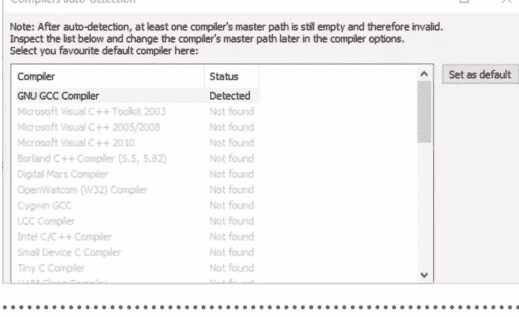 Compilers auto-detection
Note: After auto-detection, at least one compiler's master path is still empty and therefore invalid.
Inspect the list below and change the compiler's master path later in the compiler options.
Select you favourite default compiler here:
Compiler Status
Set as default
GNU GCC Compiler Detected
Microsoft Visual C++ Toolkit 2003 Not found
Microsoft Visual C++ 2005/2008 Not found
Microsoft Visual C++ 2010 Not found
Borland C++ Compiler (5.5, 5.82) Not found
Digital Mars Compiler Not found
OpenWatcom (W32) Compiler Not found
Cygwin GCC Not found
LCC Compiler Not found
Intel C/C++ Compiler Not found
Small Device C Compiler Not found
Tiny C Compiler Not found